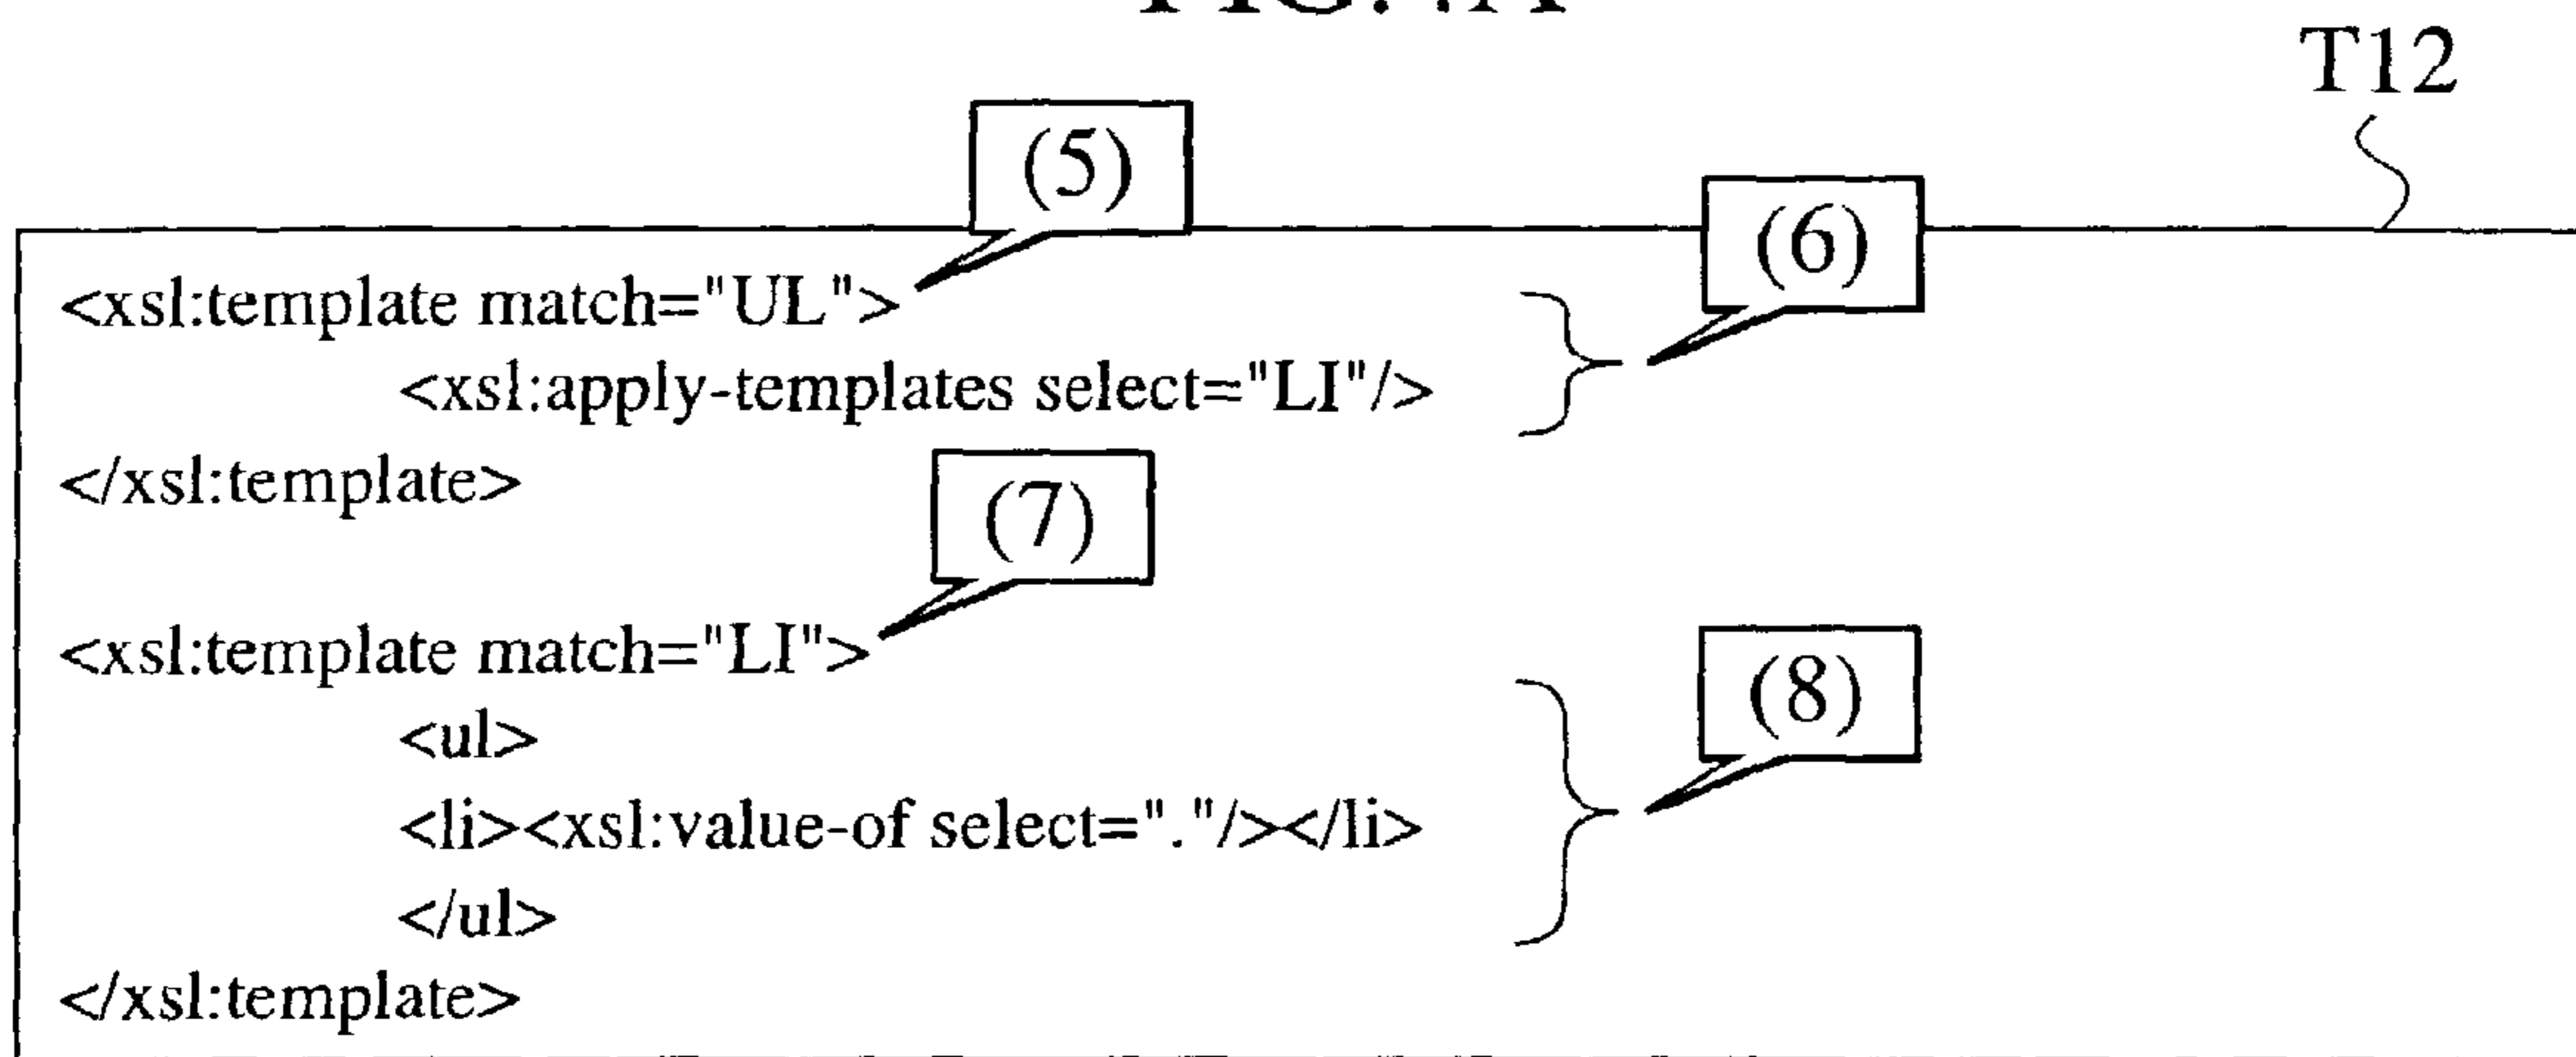 T12
(5)
(6)
<xsl:template match="UL">
<xsl:apply-templates select="LI"/>
</xsl:template>
(7)
<xsl:template match="LI">
(8)
<ul>
<li><xsl:value-of select="."/></li>
</ul>
</xsl:template>